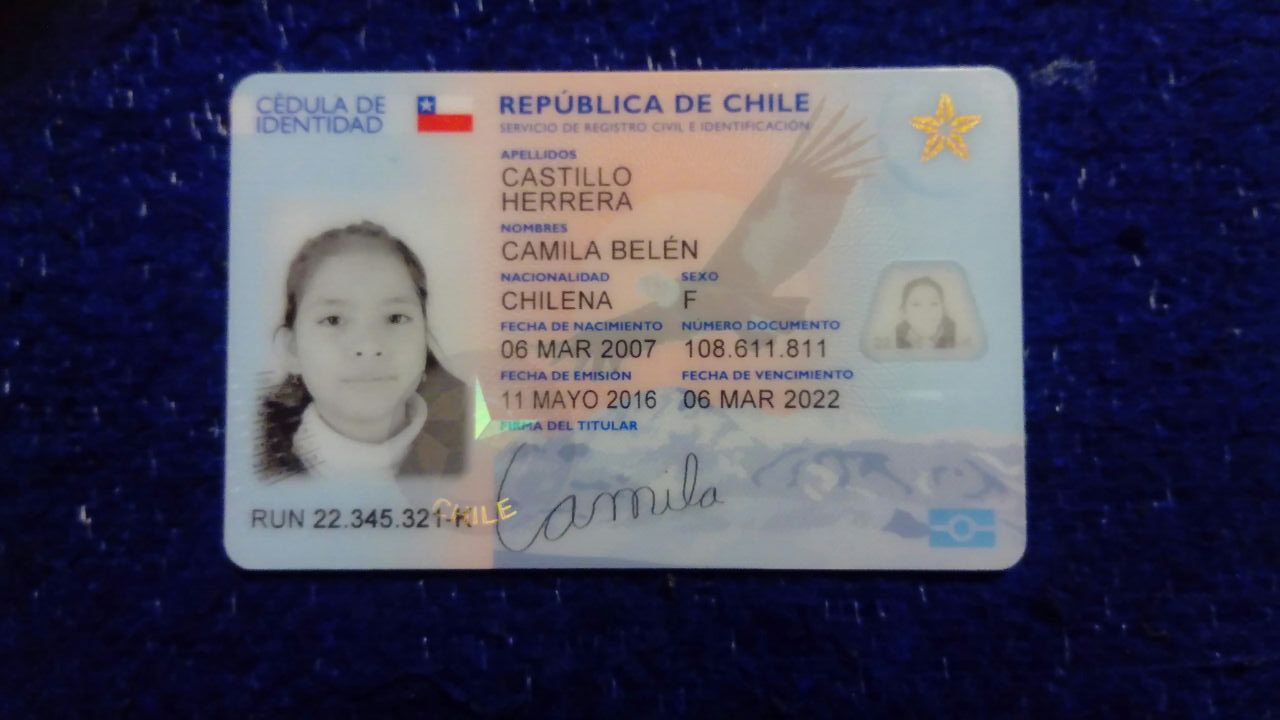 CÉDULA DE
IDENTIDAD
REPÚBLICA DE CHILE
SERVICIO DE REGISTRO CIVIL E IDENTIFICACIÓN
APELLIDOS
CASTILLO
HERRERA
NOMBRES
CAMILA BELÉN
NACIONALIDAD SEXO
CHILENA F
FECHA DE NACIMIENTO NÚMERO DOCUMENTO
06 MAR 2007 108.611.811
FECHA DE EMISIÓN FECHA DE VENCIMIENTO
11 MAYO 2016 06 MAR 2022
FIRMA DEL TITULAR
Camila
RUN 22.345.321-K
CHILE